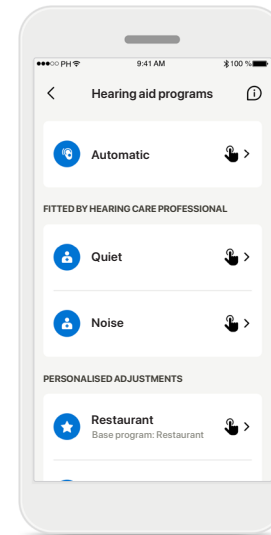 PH 9:41 AM 100 %
Hearing aid programs
Automatic
FITTED BY HEARING CARE PROFESSIONAL
Quiet
Noise
PERSONALISED ADJUSTMENTS
Restaurant
Base program: Restaurant